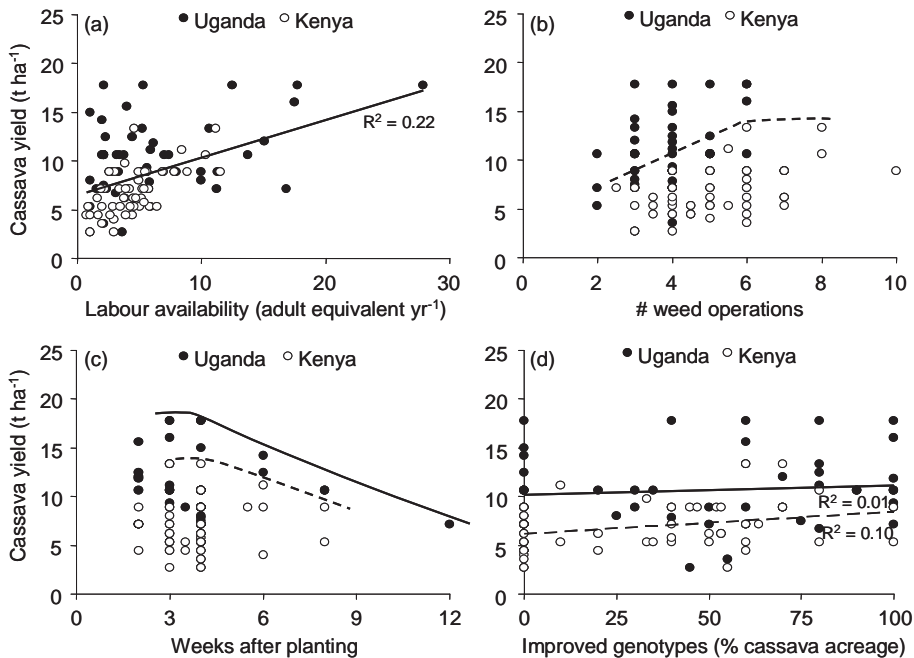 (a) Uganda Kenya
Cassava yield (t ha-1)
25
20
15
10
5
0
R2 = 0.22
0 10 20 30
Labour availability (adult equivalent yr-1)
(b) Uganda Kenya
25
20
15
10
5
0
0 2 4 6 8 10
# weed operations
(c) Uganda Kenya
Cassava yield (t ha-1)
25
20
15
10
5
0
0 3 6 9 12
Weeks after planting
Uganda Kenya (d)
25
20
15
10
5
0
R2 = 0.01
R2 = 0.10
0 25 50 75 100
Improved genotypes (% cassava acreage)